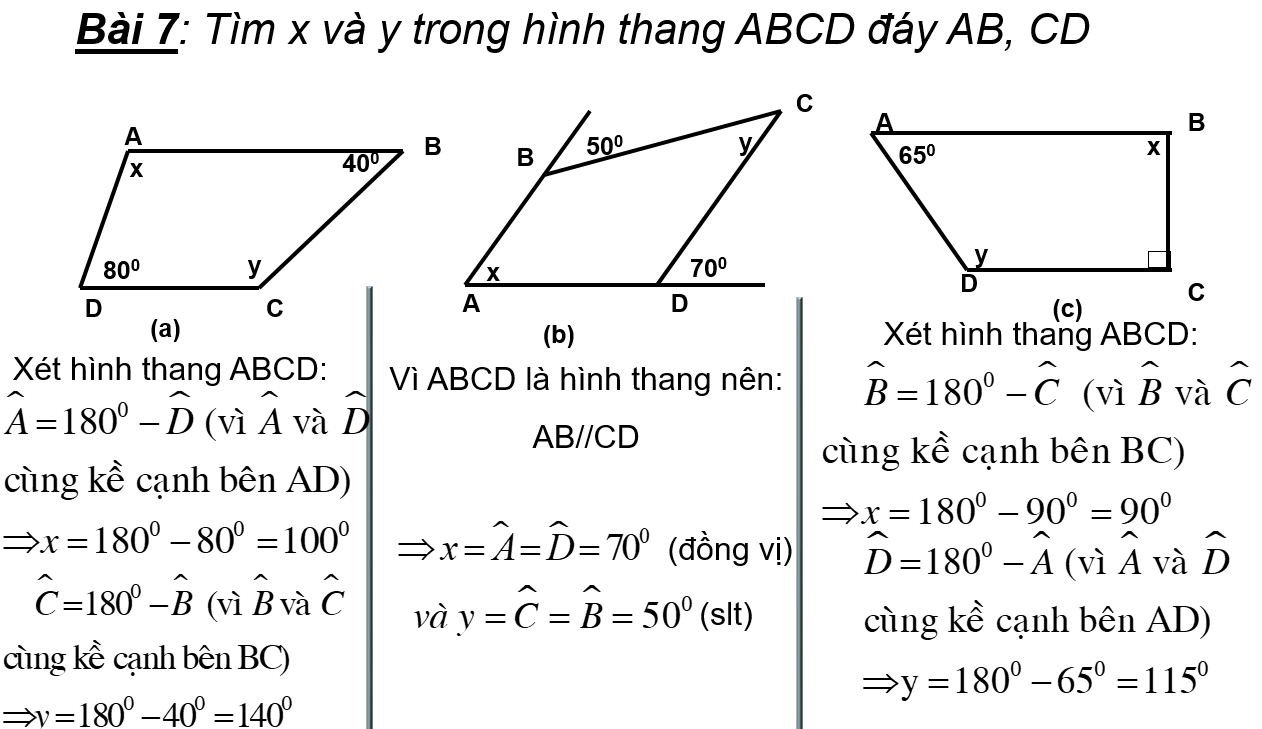 Bài 7: Tìm x và y trong hình thang ABCD đáy AB, CD
A
B
x
40⁰
80⁰
y
D
C
(a)
Xét hình thang ABCD:
Â = 180⁰ − D̂ (vì Â và D̂
cùng kề cạnh bên AD)
⇒x = 180⁰ − 80⁰ = 100⁰
Ĉ = 180⁰ − B̂ (vì B̂ và Ĉ
cùng kề cạnh bên BC)
⇒y = 180⁰ − 40⁰ = 140⁰
C
B
50⁰
y
x
70⁰
A
D
(b)
Vì ABCD là hình thang nên:
AB//CD
⇒ x = Â = D̂ = 70⁰ (đồng vị)
và y = Ĉ = B̂ = 50⁰ (slt)
A
B
65⁰
x
y
D
C
(c)
Xét hình thang ABCD:
B̂ = 180⁰ − Ĉ (vì B̂ và Ĉ
cùng kề cạnh bên BC)
⇒x = 180⁰ − 90⁰ = 90⁰
D̂ = 180⁰ − Â (vì Â và D̂
cùng kề cạnh bên AD)
⇒y = 180⁰ − 65⁰ = 115⁰